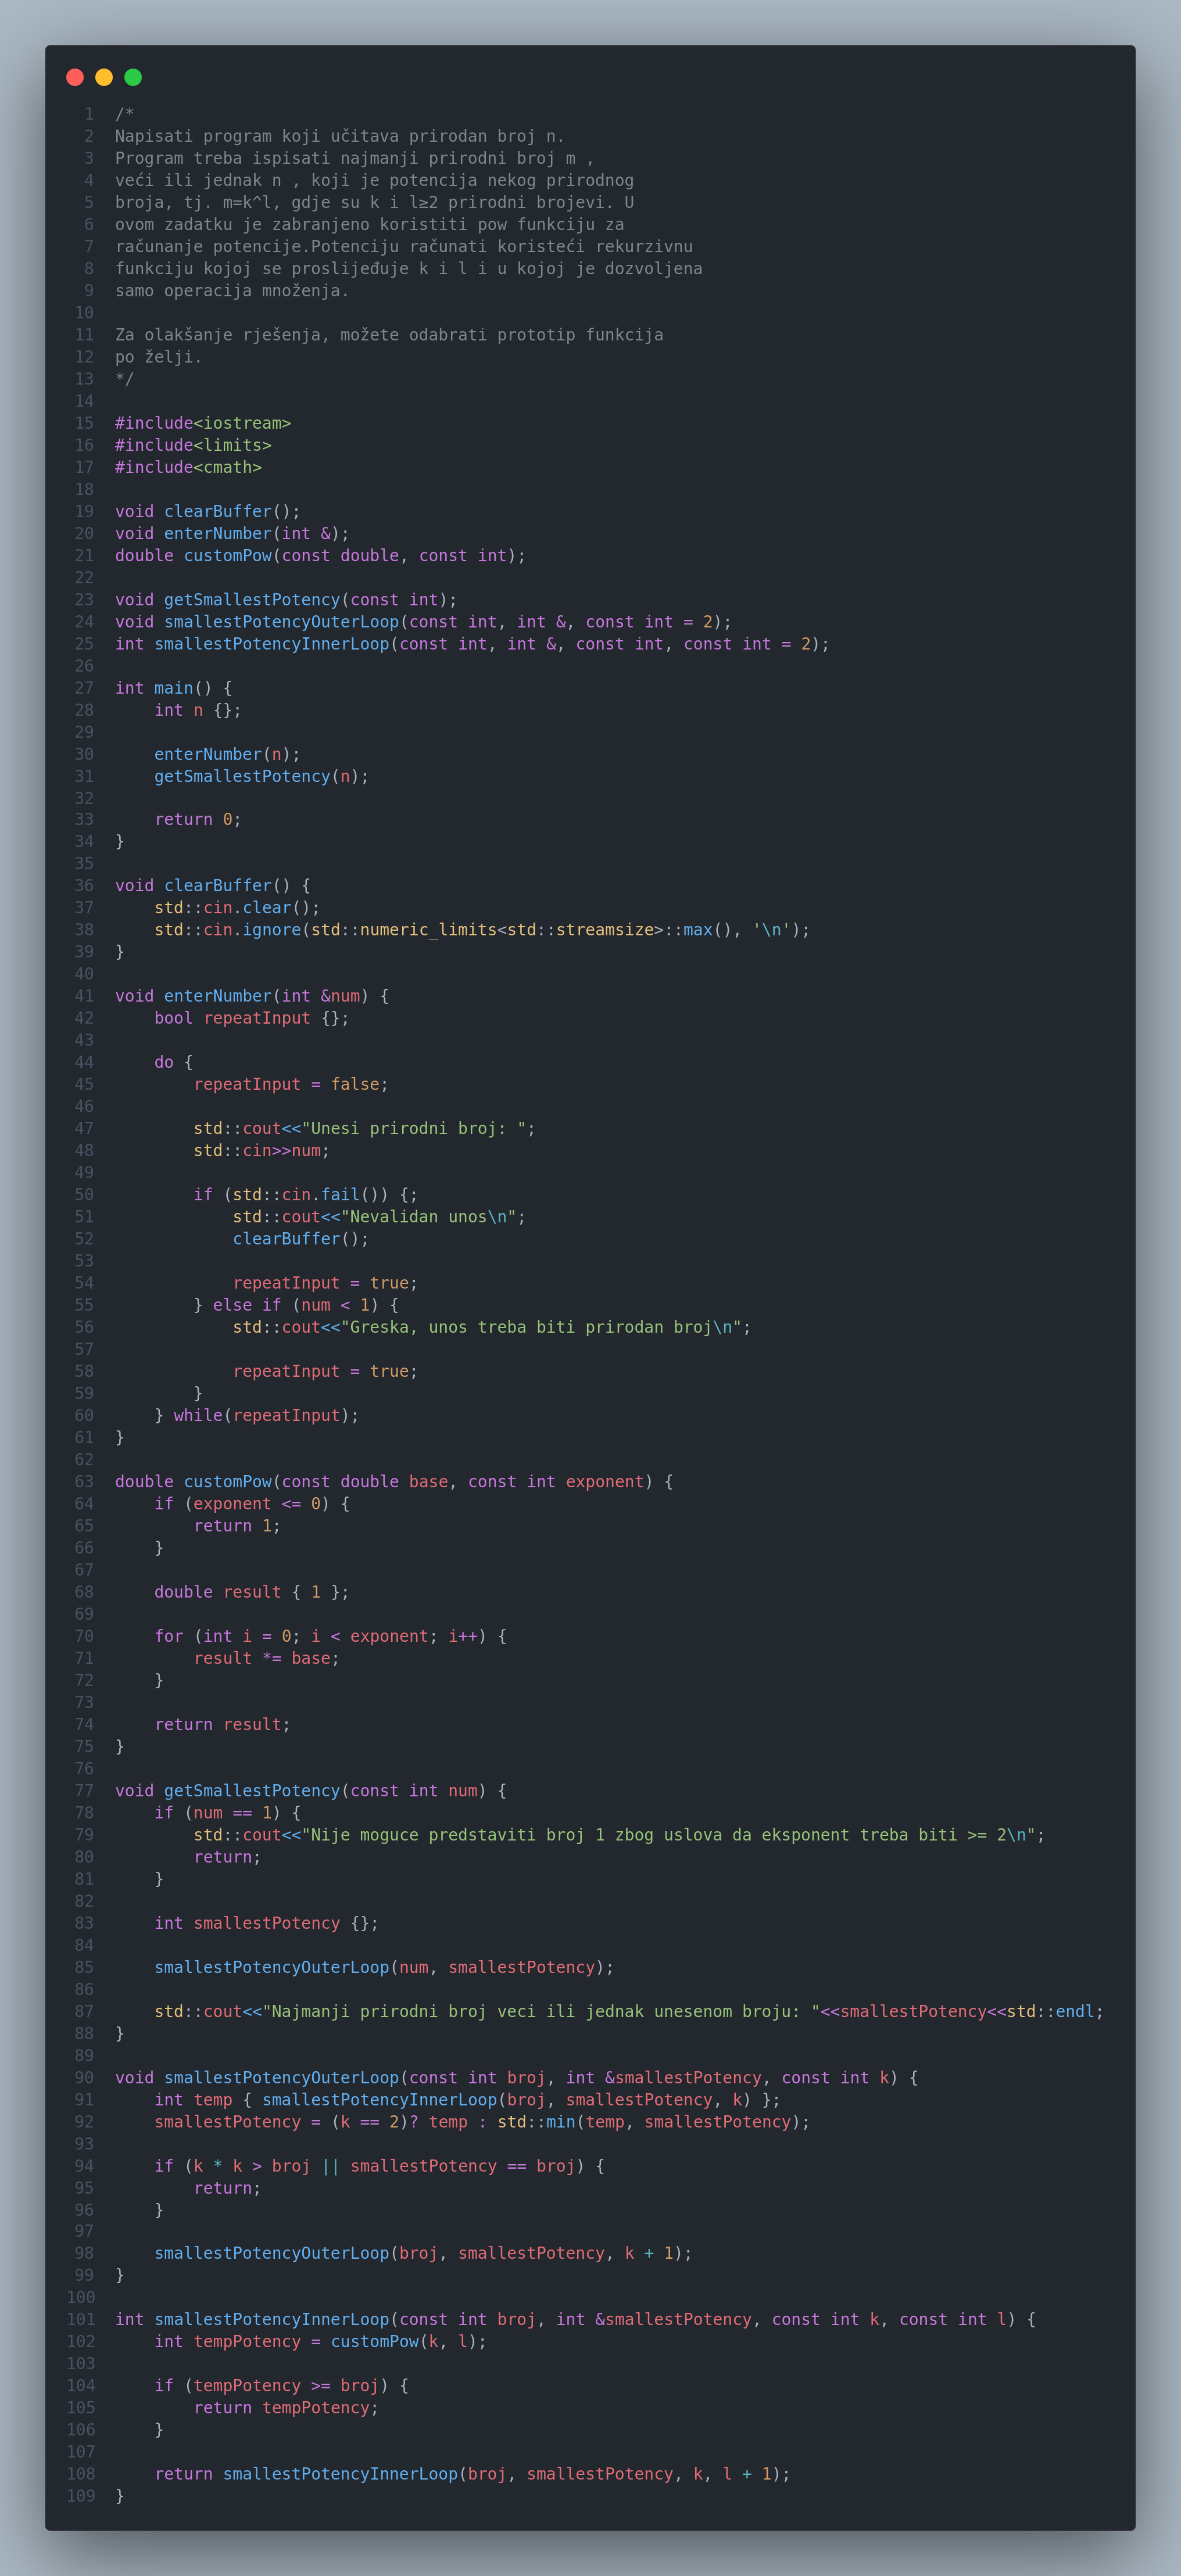 1 /*
2 Napisati program koji učitava prirodan broj n.
3 Program treba ispisati najmanji prirodni broj m ,
4 veći ili jednak n , koji je potencija nekog prirodnog
5 broja, tj. m=k^l, gdje su k i l≥2 prirodni brojevi. U
6 ovom zadatku je zabranjeno koristiti pow funkciju za
7 računanje potencije.Potenciju računati koristeći rekurzivnu
8 funkciju kojoj se proslijeđuje k i l i u kojoj je dozvoljena
9 samo operacija množenja.
10
11 Za olakšanje rješenja, možete odabrati prototip funkcija
12 po želji.
13 */
14
15 #include<iostream>
16 #include<limits>
17 #include<cmath>
18
19 void clearBuffer();
20 void enterNumber(int &);
21 double customPow(const double, const int);
22
23 void getSmallestPotency(const int);
24 void smallestPotencyOuterLoop(const int, int &, const int = 2);
25 int smallestPotencyInnerLoop(const int, int &, const int, const int = 2);
26
27 int main() {
28     int n {};
29
30     enterNumber(n);
31     getSmallestPotency(n);
32
33     return 0;
34 }
35
36 void clearBuffer() {
37     std::cin.clear();
38     std::cin.ignore(std::numeric_limits<std::streamsize>::max(), '\n');
39 }
40
41 void enterNumber(int &num) {
42     bool repeatInput {};
43
44     do {
45         repeatInput = false;
46
47         std::cout<<"Unesi prirodni broj: ";
48         std::cin>>num;
49
50         if (std::cin.fail()) {;
51             std::cout<<"Nevalidan unos\n";
52             clearBuffer();
53
54             repeatInput = true;
55         } else if (num < 1) {
56             std::cout<<"Greska, unos treba biti prirodan broj\n";
57
58             repeatInput = true;
59         }
60     } while(repeatInput);
61 }
62
63 double customPow(const double base, const int exponent) {
64     if (exponent <= 0) {
65         return 1;
66     }
67
68     double result { 1 };
69
70     for (int i = 0; i < exponent; i++) {
71         result *= base;
72     }
73
74     return result;
75 }
76
77 void getSmallestPotency(const int num) {
78     if (num == 1) {
79         std::cout<<"Nije moguce predstaviti broj 1 zbog uslova da eksponent treba biti >= 2\n";
80         return;
81     }
82
83     int smallestPotency {};
84
85     smallestPotencyOuterLoop(num, smallestPotency);
86
87     std::cout<<"Najmanji prirodni broj veci ili jednak unesenom broju: "<<smallestPotency<<std::endl;
88 }
89
90 void smallestPotencyOuterLoop(const int broj, int &smallestPotency, const int k) {
91     int temp { smallestPotencyInnerLoop(broj, smallestPotency, k) };
92     smallestPotency = (k == 2)? temp : std::min(temp, smallestPotency);
93
94     if (k * k > broj || smallestPotency == broj) {
95         return;
96     }
97
98     smallestPotencyOuterLoop(broj, smallestPotency, k + 1);
99 }
100
101 int smallestPotencyInnerLoop(const int broj, int &smallestPotency, const int k, const int l) {
102     int tempPotency = customPow(k, l);
103
104     if (tempPotency >= broj) {
105         return tempPotency;
106     }
107
108     return smallestPotencyInnerLoop(broj, smallestPotency, k, l + 1);
109 }